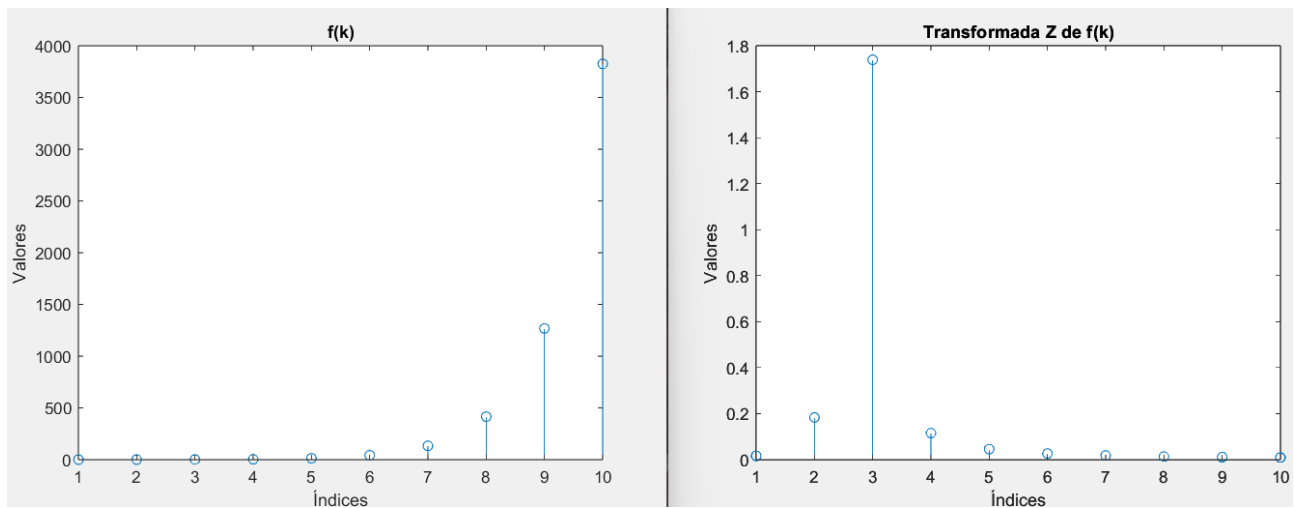 f(k)
4000
3500
3000
2500
2000
1500
1000
500
0
1 2 3 4 5 6 7 8 9 10
Valores
Índices
Transformada Z de f(k)
1.8
1.6
1.4
1.2
1
0.8
0.6
0.4
0.2
0
1 2 3 4 5 6 7 8 9 10
Valores
Índices